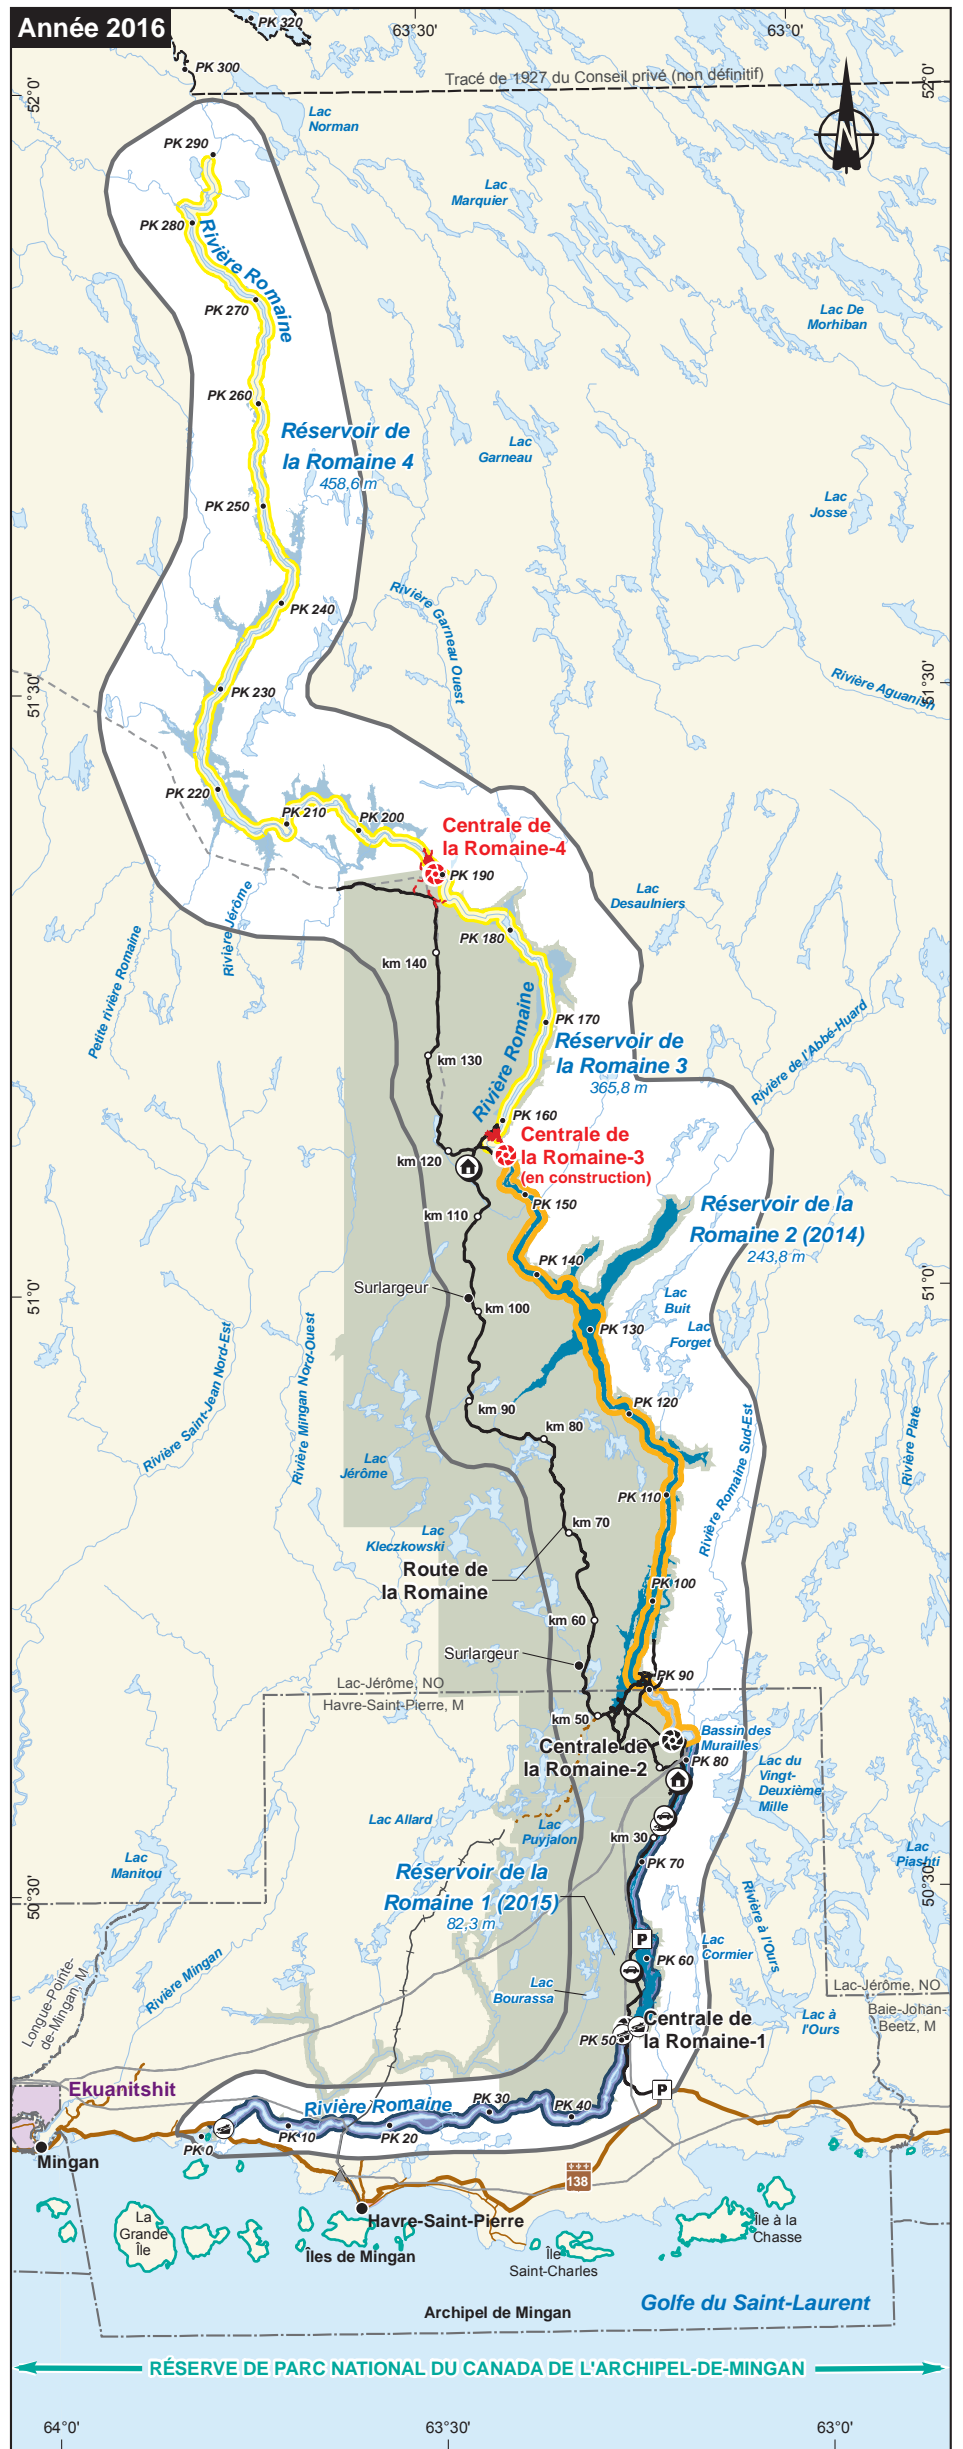 Année 2016
PK 320
63°30'
63°0'
PK 300
Tracé de 1927 du Conseil privé (non définitif)
52°0'
52°0'
Lac
Norman
PK 290
Lac
Marquier
PK 280
Rivière Romaine
PK 270
Lac De
Morhiban
PK 260
Réservoir de
la Romaine 4
458,6 m
Lac
Garneau
PK 250
Lac
Josse
PK 240
Rivière Garneau Ouest
Rivière Aguanish
51°30'
51°30'
PK 230
PK 220
PK 210
PK 200
Centrale de
la Romaine-4
PK 190
Lac
Desaulniers
Rivière Jérôme
Petite rivière Romaine
PK 180
km 140
Rivière Romaine
PK 170
Réservoir de
la Romaine 3
365,8 m
Rivière de l'Abbé-Huard
km 130
PK 160
Centrale de
la Romaine-3
(en construction)
km 120
PK 150
km 110
Réservoir de la
Romaine 2 (2014)
243,8 m
PK 140
Surlargeur
km 100
Lac
Buit
Lac
Forget
51°0'
51°0'
PK 130
Rivière Saint-Jean Nord-Est
Rivière Mingan Nord-Ouest
km 90
PK 120
km 80
Rivière Romaine Sud-Est
Rivière Plate
Lac
Jérôme
PK 110
km 70
Lac
Kleczkowski
Route de
la Romaine
PK 100
km 60
Surlargeur
PK 90
Lac-Jérôme, NO
Havre-Saint-Pierre, M
km 50
Bassin des
Murailles
Centrale de
la Romaine-2
PK 80
Lac du
Vingt-
Deuxième
Mille
Lac Allard
Lac
Puyjalon
km 30
Lac
Manitou
Lac
Piashti
PK 70
Réservoir de la
Romaine 1 (2015)
82,3 m
50°30'
50°30'
Rivière à l'Ours
P
Lac
Cormier
PK 60
Rivière Mingan
Longue-Pointe-
de-Mingan, M
Lac
Bourassa
Lac-Jérôme, NO
Baie-Johan-
Beetz, M
Lac à
l'Ours
Centrale de
la Romaine-1
PK 50
P
Ekuanitshit
Rivière Romaine
PK 30
PK 40
PK 0
PK 10
PK 20
Mingan
138
Havre-Saint-Pierre
La
Grande
Île
Îles de Mingan
Île
Saint-Charles
Île à la
Chasse
Golfe du Saint-Laurent
Archipel de Mingan
RÉSERVE DE PARC NATIONAL DU CANADA DE L'ARCHIPEL-DE-MINGAN
64°0'
63°30'
63°0'
N